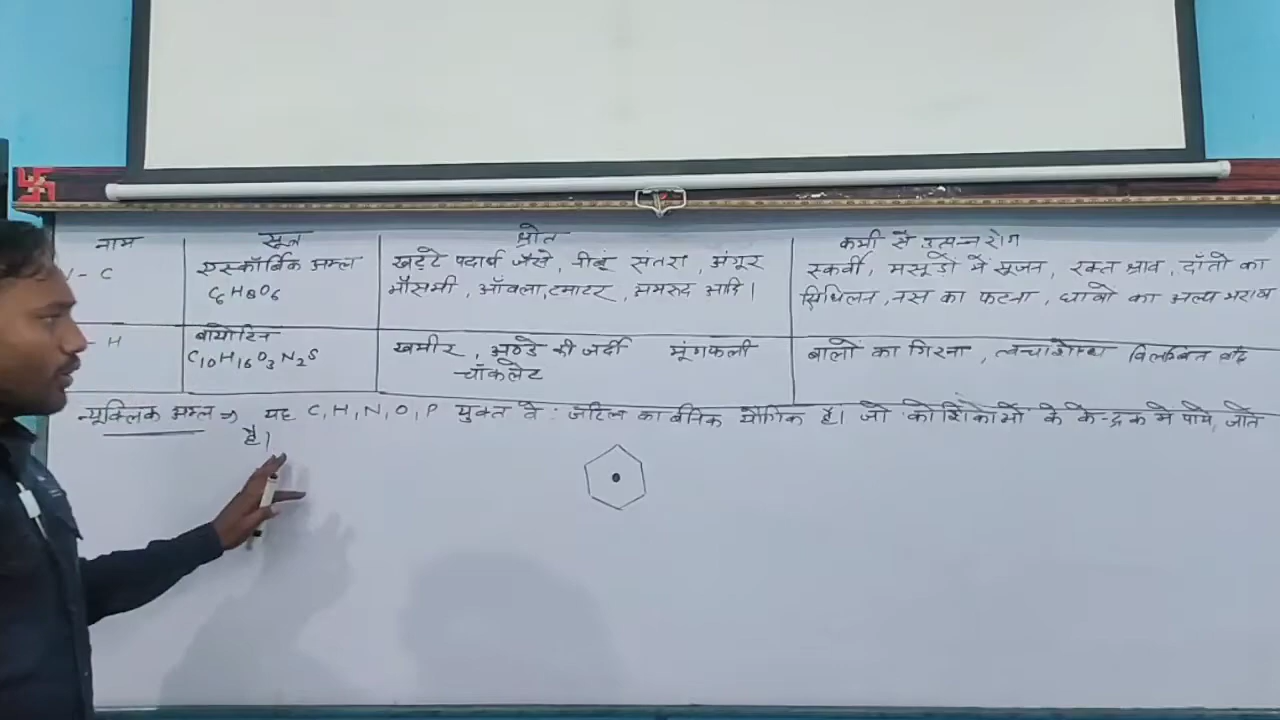 नाम सूत्र श्रोत कमी से उत्पन्न रोग
- C एस्कॉर्बिक अम्ल खट्टे पदार्थ जैसे, नींबू संतरा, अंगूर स्कर्वी, मसूडो में सूजन, रक्त श्राव, दाँतो का
C6H8O6 मौसमी, आँवला, टमाटर, अमरुद आदि। शिथिलन, नस का फटना, घावो का अल्प भराव
- H बायोटिन खमीर, अण्डे की जर्दी मूंगफली बालों का गिरना, त्वचाशोथ विलम्बित
C10H16O3N2S चॉकलेट
न्यूक्लिक अम्ल ⇒ यह C, H, N, O, P युक्त वे जटिल कार्बनिक यौगिक है। जो कोशिकाओं के केन्द्रक मे पाये जाते
है।